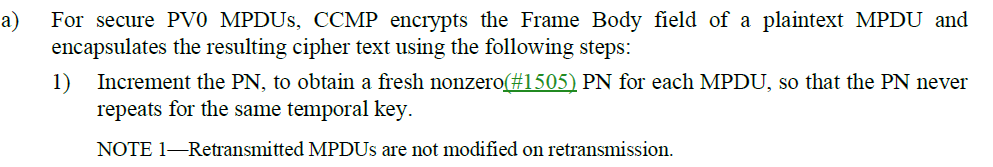 a) For secure PV0 MPDUs, CCMP encrypts the Frame Body field of a plaintext MPDU and
encapsulates the resulting cipher text using the following steps:
1) Increment the PN, to obtain a fresh nonzero(#1505) PN for each MPDU, so that the PN never
repeats for the same temporal key.
NOTE 1—Retransmitted MPDUs are not modified on retransmission.